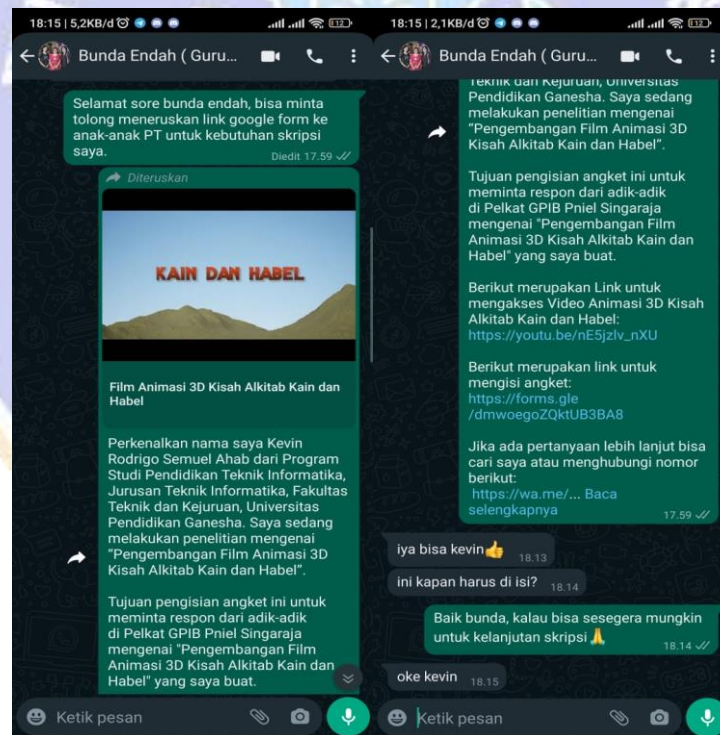 18:15 | 5,2KB/d
Bunda Endah ( Guru...
Selamat sore bunda endah, bisa minta
tolong meneruskan link google form ke
anak-anak PT untuk kebutuhan skripsi
saya.
Diedit 17.59
Diteruskan
KAIN DAN HABEL
Film Animasi 3D Kisah Alkitab Kain dan
Habel
Perkenalkan nama saya Kevin
Rodrigo Semuel Ahab dari Program
Studi Pendidikan Teknik Informatika,
Jurusan Teknik Informatika, Fakultas
Teknik dan Kejuruan, Universitas
Pendidikan Ganesha. Saya sedang
melakukan penelitian mengenai
"Pengembangan Film Animasi 3D
Kisah Alkitab Kain dan Habel".
Tujuan pengisian angket ini untuk
meminta respon dari adik-adik
di Pelkat GPIB Pniel Singaraja
mengenai "Pengembangan Film
Animasi 3D Kisah Alkitab Kain dan
Habel" yang saya buat.
Ketik pesan
18:15 | 2,1KB/d
Bunda Endah ( Guru...
Teknik dan Kejuruan, Universitas
Pendidikan Ganesha. Saya sedang
melakukan penelitian mengenai
"Pengembangan Film Animasi 3D
Kisah Alkitab Kain dan Habel".
Tujuan pengisian angket ini untuk
meminta respon dari adik-adik
di Pelkat GPIB Pniel Singaraja
mengenai "Pengembangan Film
Animasi 3D Kisah Alkitab Kain dan
Habel" yang saya buat.
Berikut merupakan Link untuk
mengakses Video Animasi 3D Kisah
Alkitab Kain dan Habel:
https://youtu.be/nE5jzlv_nXU
Berikut merupakan link untuk
mengisi angket:
https://forms.gle
/dmwoegoZQktUB3BA8
Jika ada pertanyaan lebih lanjut bisa
cari saya atau menghubungi nomor
berikut:
https://wa.me/... Baca
selengkapnya
17.59
iya bisa kevin👍
18.13
ini kapan harus di isi?
18.14
Baik bunda, kalau bisa sesegera mungkin
untuk kelanjutan skripsi 🙏
18.14
oke kevin
18.15
Ketik pesan